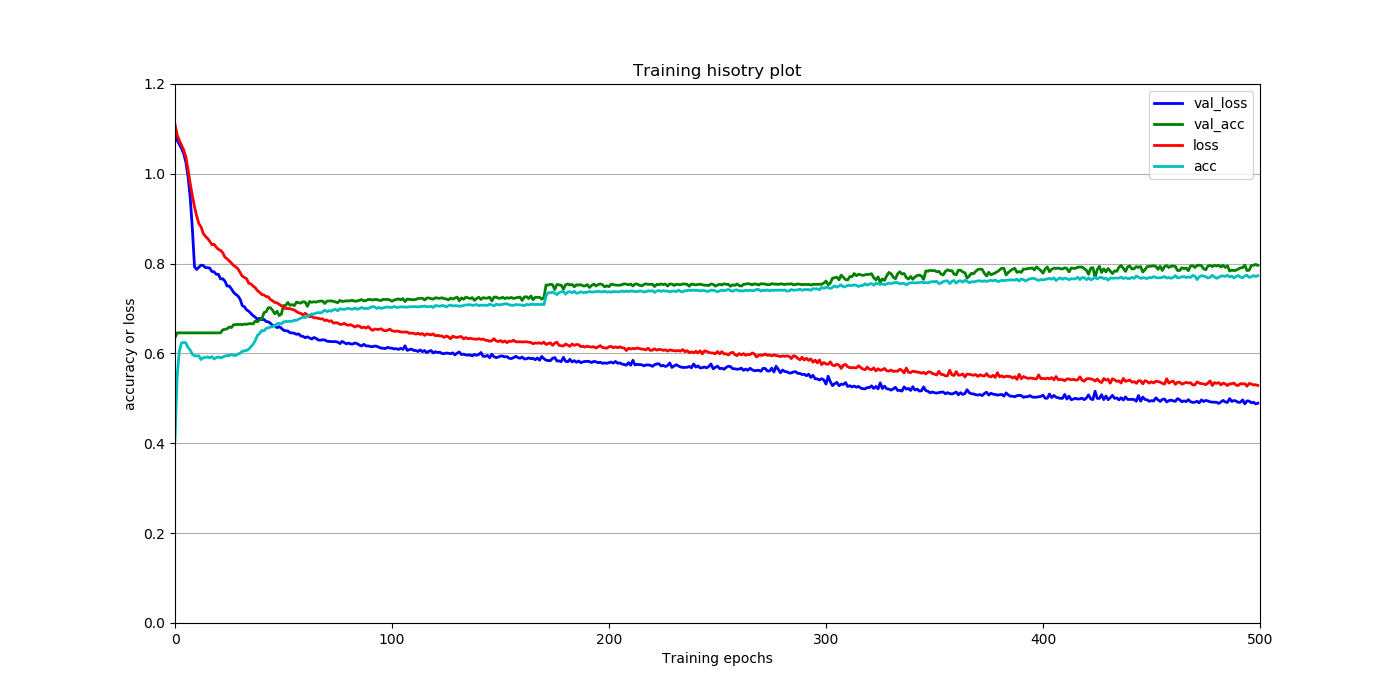 Training hisotry plot
accuracy or loss
1.2
1.0
0.8
0.6
0.4
0.2
0.0
val_loss
val_acc
loss
acc
0 100 200 300 400 500
Training epochs